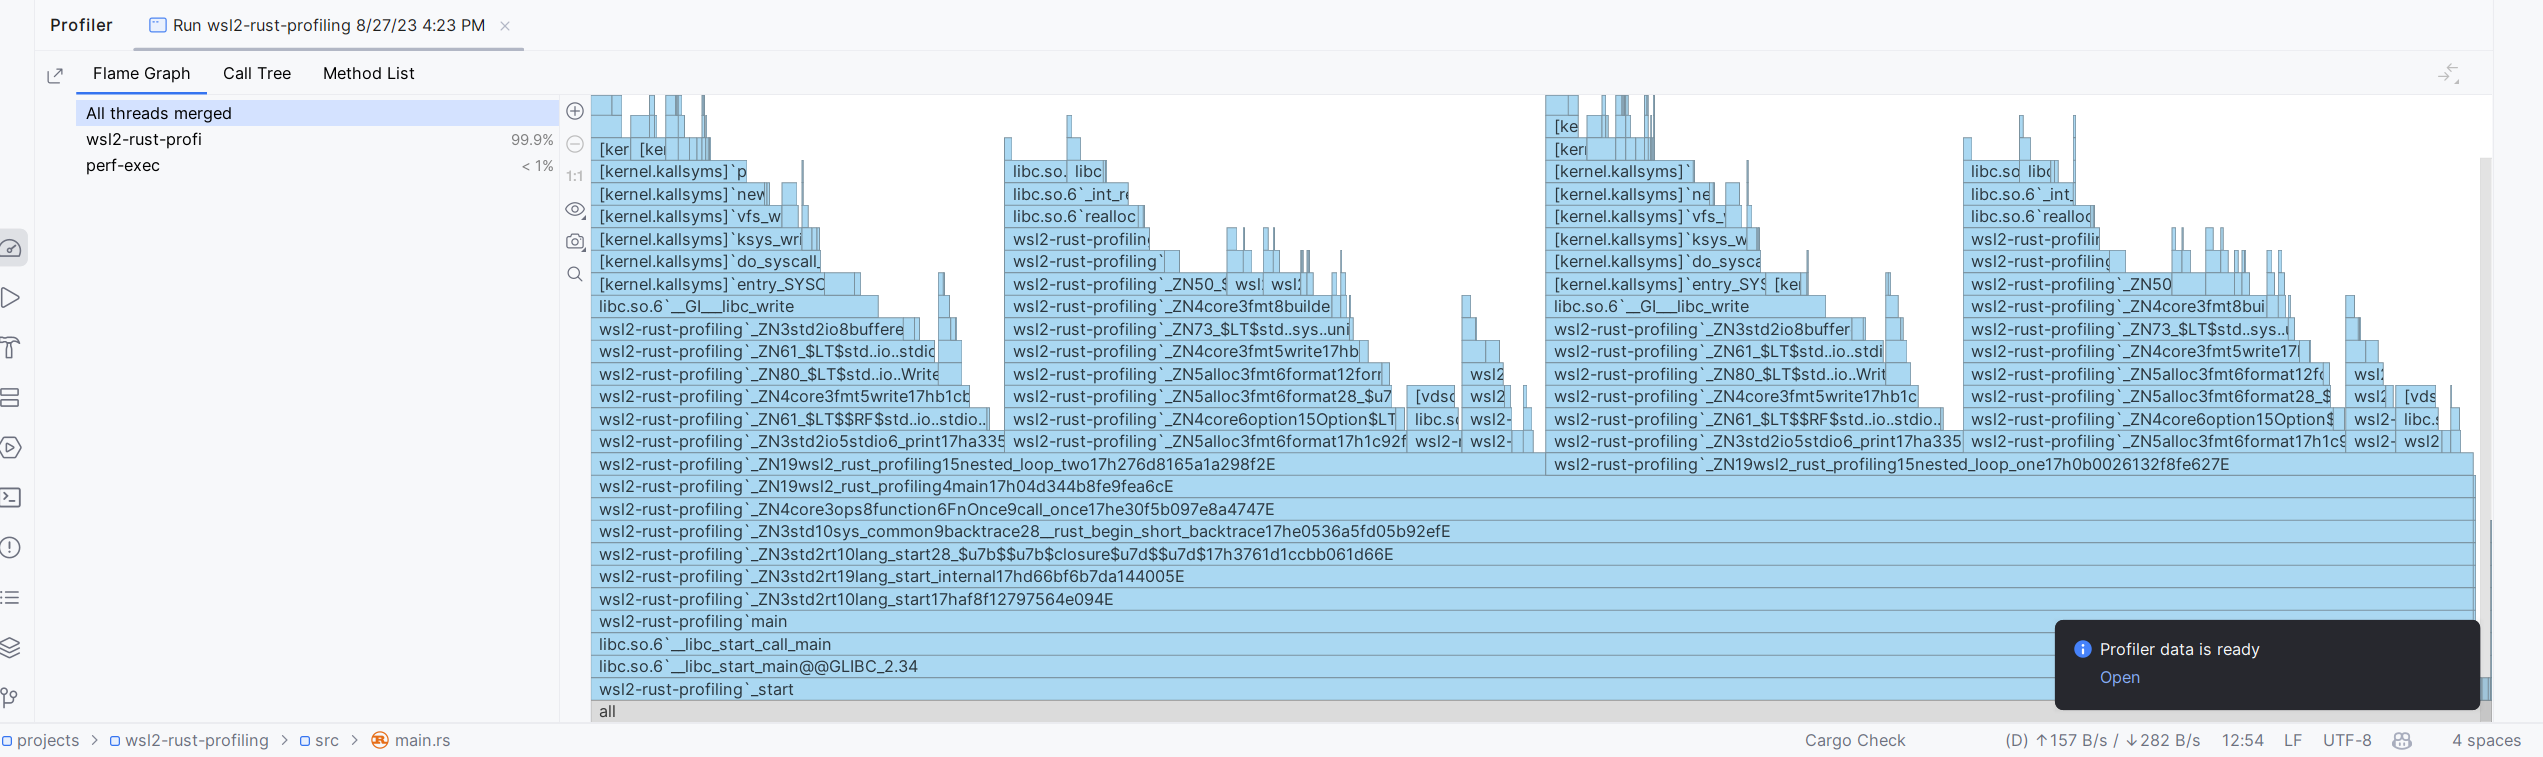 Profiler
Run wsl2-rust-profiling 8/27/23 4:23 PM
Flame Graph Call Tree Method List
All threads merged
wsl2-rust-profi 99.9%
perf-exec < 1%
1:1
[ke
[ker [ker [kern
[kernel.kallsyms]`p libc.so. libc [kernel.kallsyms]` libc.so libc
[kernel.kallsyms]`new libc.so.6`_int_re [kernel.kallsyms]`ne libc.so.6`_int_
[kernel.kallsyms]`vfs_w libc.so.6`realloc [kernel.kallsyms]`vfs_ libc.so.6`realloc
[kernel.kallsyms]`ksys_wri wsl2-rust-profiling [kernel.kallsyms]`ksys_w wsl2-rust-profilin
[kernel.kallsyms]`do_syscall_ wsl2-rust-profiling` [kernel.kallsyms]`do_sysca wsl2-rust-profiling
[kernel.kallsyms]`entry_SYSC wsl2-rust-profiling`_ZN50_$ wsl wsl2 [kernel.kallsyms]`entry_SYS [ker wsl2-rust-profiling`_ZN50
libc.so.6`__GI___libc_write wsl2-rust-profiling`_ZN4core3fmt8builde libc.so.6`__GI___libc_write wsl2-rust-profiling`_ZN4core3fmt8bui
wsl2-rust-profiling`_ZN3std2io8buffere wsl2-rust-profiling`_ZN73_$LT$std..sys..uni wsl2-rust-profiling`_ZN3std2io8buffer wsl2-rust-profiling`_ZN73_$LT$std..sys..u
wsl2-rust-profiling`_ZN61_$LT$std..io..stdio wsl2-rust-profiling`_ZN4core3fmt5write17hb wsl2-rust-profiling`_ZN61_$LT$std..io..stdi wsl2-rust-profiling`_ZN4core3fmt5write17
wsl2-rust-profiling`_ZN80_$LT$std..io..Write wsl2-rust-profiling`_ZN5alloc3fmt6format12for wsl2 wsl2-rust-profiling`_ZN80_$LT$std..io..Writ wsl2-rust-profiling`_ZN5alloc3fmt6format12f wsl2
wsl2-rust-profiling`_ZN4core3fmt5write17hb1cb wsl2-rust-profiling`_ZN5alloc3fmt6format28_$u7 [vdso wsl2 wsl2-rust-profiling`_ZN4core3fmt5write17hb1c wsl2-rust-profiling`_ZN5alloc3fmt6format28_$ wsl2 [vds
wsl2-rust-profiling`_ZN61_$LT$$RF$std..io..stdio.. wsl2-rust-profiling`_ZN4core6option15Option$LT libc.so wsl2- wsl2-rust-profiling`_ZN61_$LT$$RF$std..io..stdio.. wsl2-rust-profiling`_ZN4core6option15Option$ wsl2- libc.s
wsl2-rust-profiling`_ZN3std2io5stdio6_print17ha335 wsl2-rust-profiling`_ZN5alloc3fmt6format17h1c92f wsl2-r wsl2- wsl2-rust-profiling`_ZN3std2io5stdio6_print17ha335 wsl2-rust-profiling`_ZN5alloc3fmt6format17h1c9 wsl2- wsl2
wsl2-rust-profiling`_ZN19wsl2_rust_profiling15nested_loop_two17h276d8165a1a298f2E wsl2-rust-profiling`_ZN19wsl2_rust_profiling15nested_loop_one17h0b0026132f8fe627E
wsl2-rust-profiling`_ZN19wsl2_rust_profiling4main17h04d344b8fe9fea6cE
wsl2-rust-profiling`_ZN4core3ops8function6FnOnce9call_once17he30f5b097e8a4747E
wsl2-rust-profiling`_ZN3std10sys_common9backtrace28__rust_begin_short_backtrace17he0536a5fd05b92efE
wsl2-rust-profiling`_ZN3std2rt10lang_start28_$u7b$$u7b$closure$u7d$$u7d$17h3761d1ccbb061d66E
wsl2-rust-profiling`_ZN3std2rt19lang_start_internal17hd66bf6b7da144005E
wsl2-rust-profiling`_ZN3std2rt10lang_start17haf8f12797564e094E
wsl2-rust-profiling`main
libc.so.6`__libc_start_call_main
libc.so.6`__libc_start_main@@GLIBC_2.34
wsl2-rust-profiling`_start
all
Profiler data is ready
Open
projects > wsl2-rust-profiling > src > main.rs Cargo Check (D) ↑157 B/s / ↓282 B/s 12:54 LF UTF-8 4 spaces